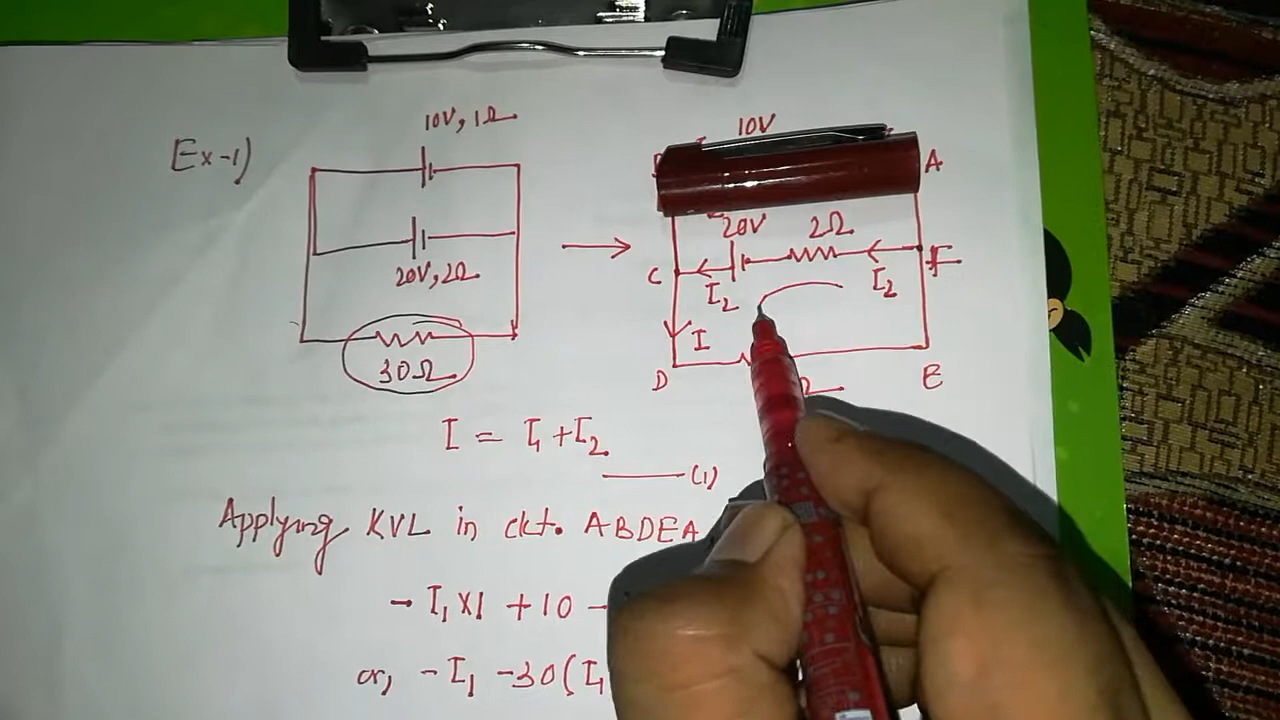 Ex-1)
10V, 1Ω
20V, 2Ω
30Ω
10V
A
20V 2Ω
C I₂ I₂ F
I
D E
I = I₁ + I₂ (1)
Applying KVL in ckt. ABDEA
- I₁ X1 + 10 -
or, - I₁ - 30 ( I₁